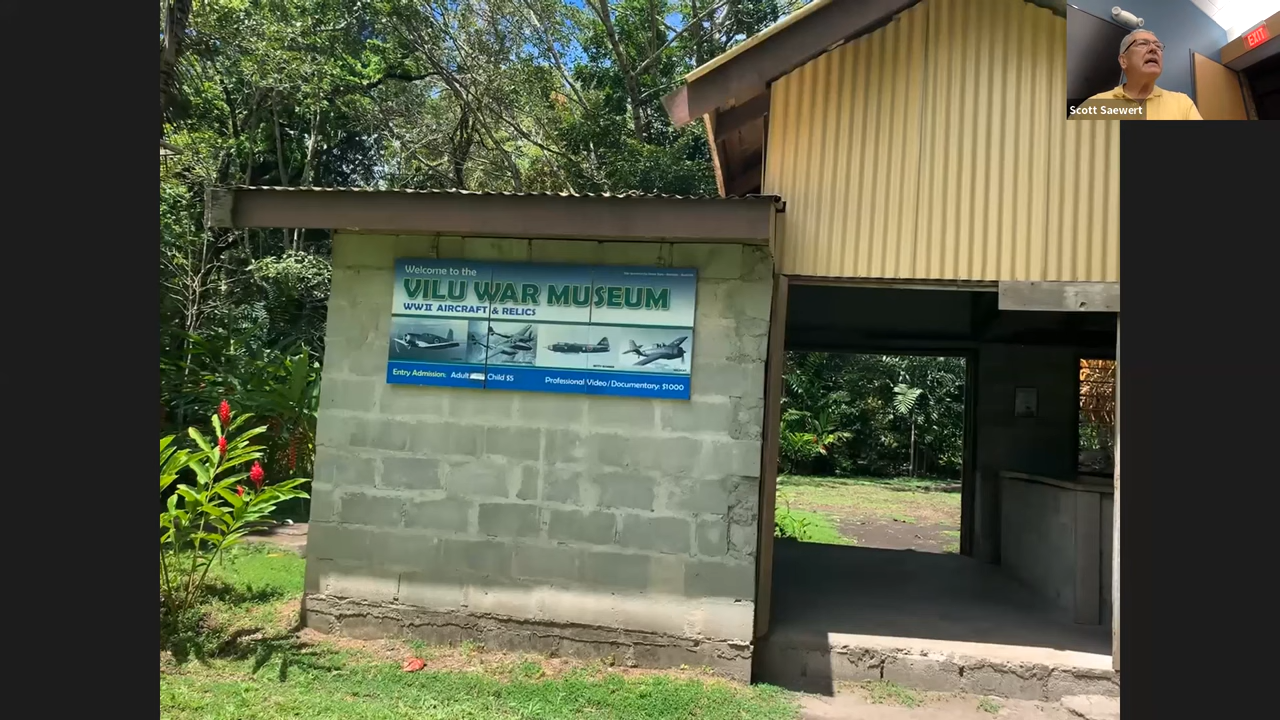 EXIT
Scott Saewert
Welcome to the
VILU WAR MUSEUM
WWII AIRCRAFT & RELICS
Entry Admission: Adult Child $5
Professional Video/Documentary: $1000